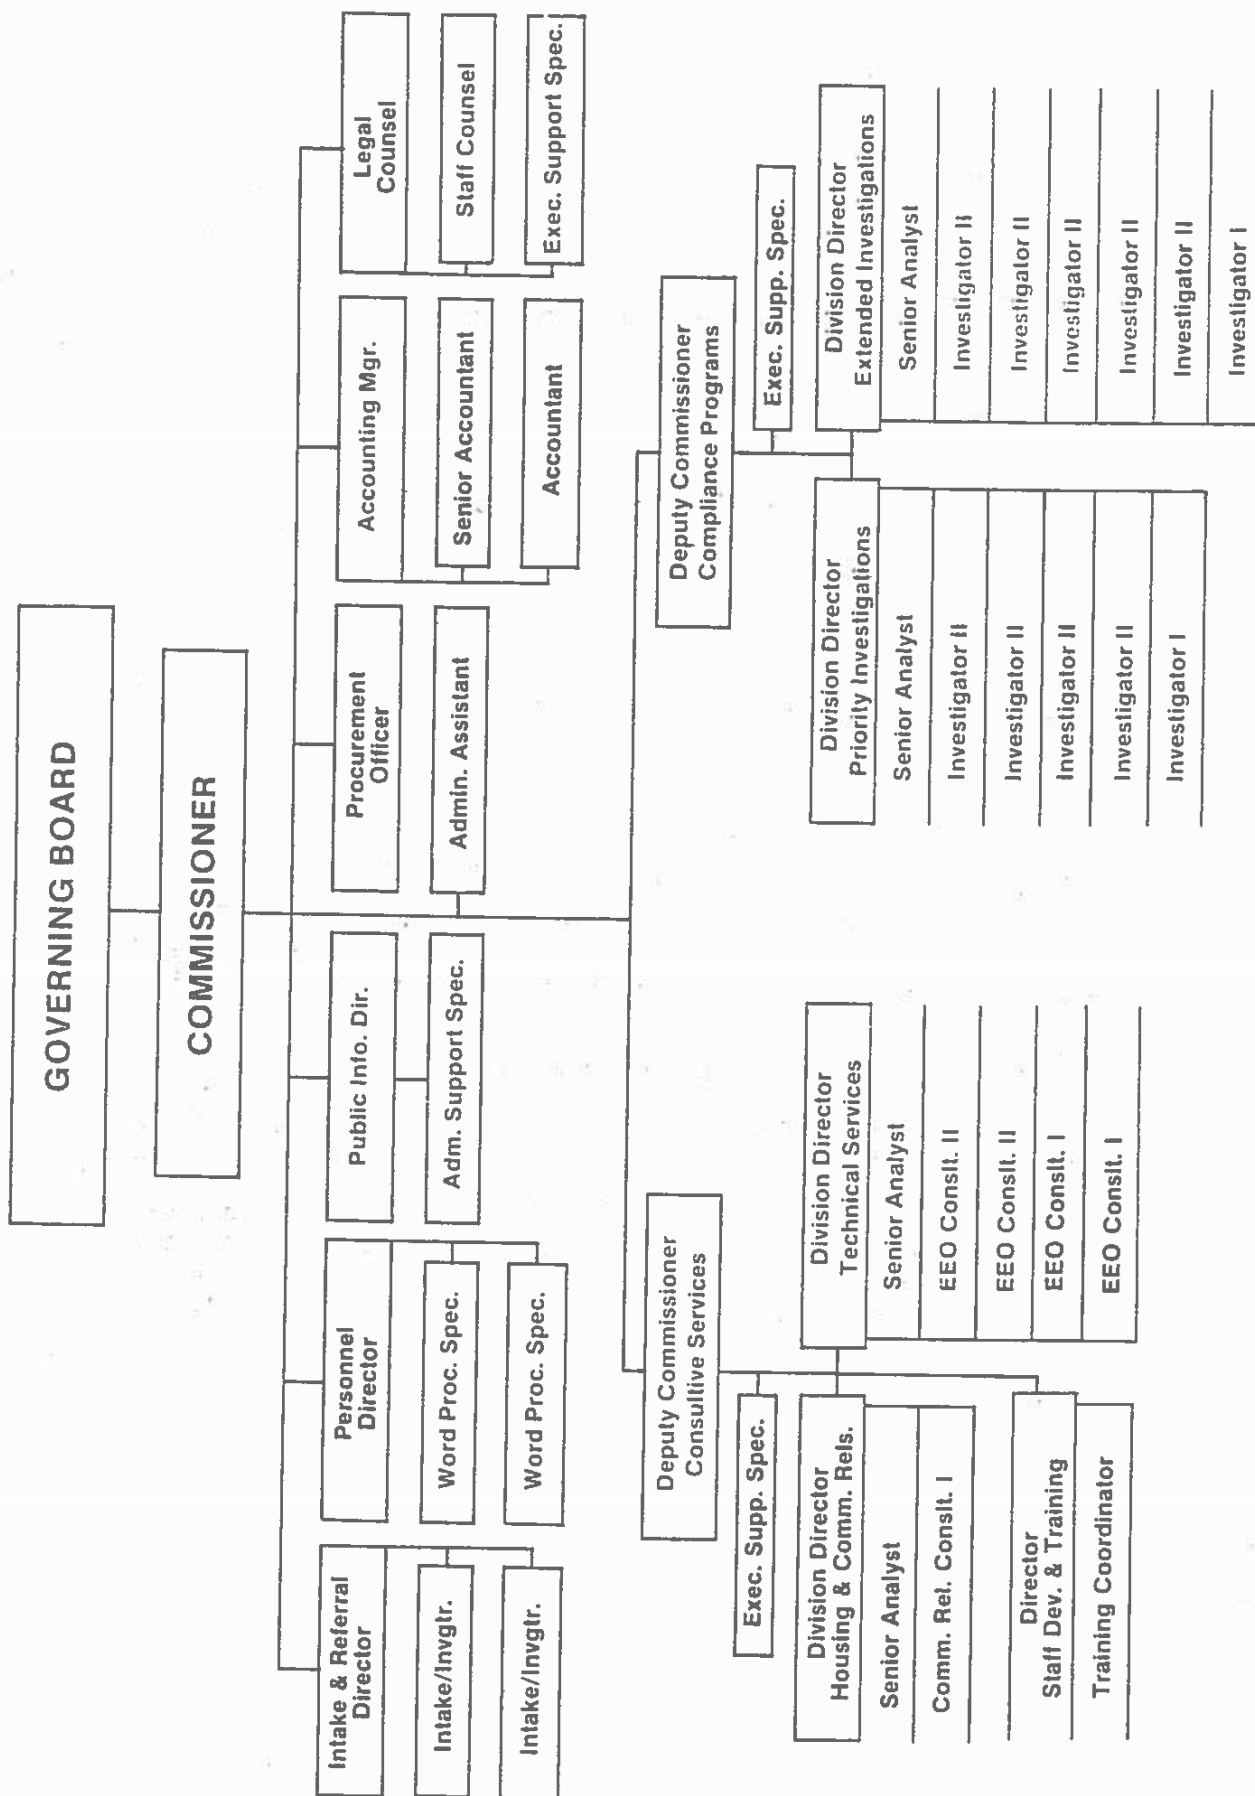 GOVERNING BOARD
COMMISSIONER
Intake & Referral
Director
Intake/Invgtr.
Intake/Invgtr.
Personnel
Director
Word Proc. Spec.
Word Proc. Spec.
Public Info. Dir.
Adm. Support Spec.
Procurement
Officer
Admin. Assistant
Accounting Mgr.
Senior Accountant
Accountant
Legal
Counsel
Staff Counsel
Exec. Support Spec.
Deputy Commissioner
Consultive Services
Exec. Supp. Spec.
Division Director
Housing & Comm. Rels.
Senior Analyst
Comm. Rel. Conslt. I
Director
Staff Dev. & Training
Training Coordinator
Division Director
Technical Services
Senior Analyst
EEO Conslt. II
EEO Conslt. II
EEO Conslt. I
EEO Conslt. I
Deputy Commissioner
Compliance Programs
Exec. Supp. Spec.
Division Director
Priority Investigations
Senior Analyst
Investigator II
Investigator II
Investigator II
Investigator II
Investigator I
Division Director
Extended Investigations
Senior Analyst
Investigator II
Investigator II
Investigator II
Investigator II
Investigator II
Investigator I